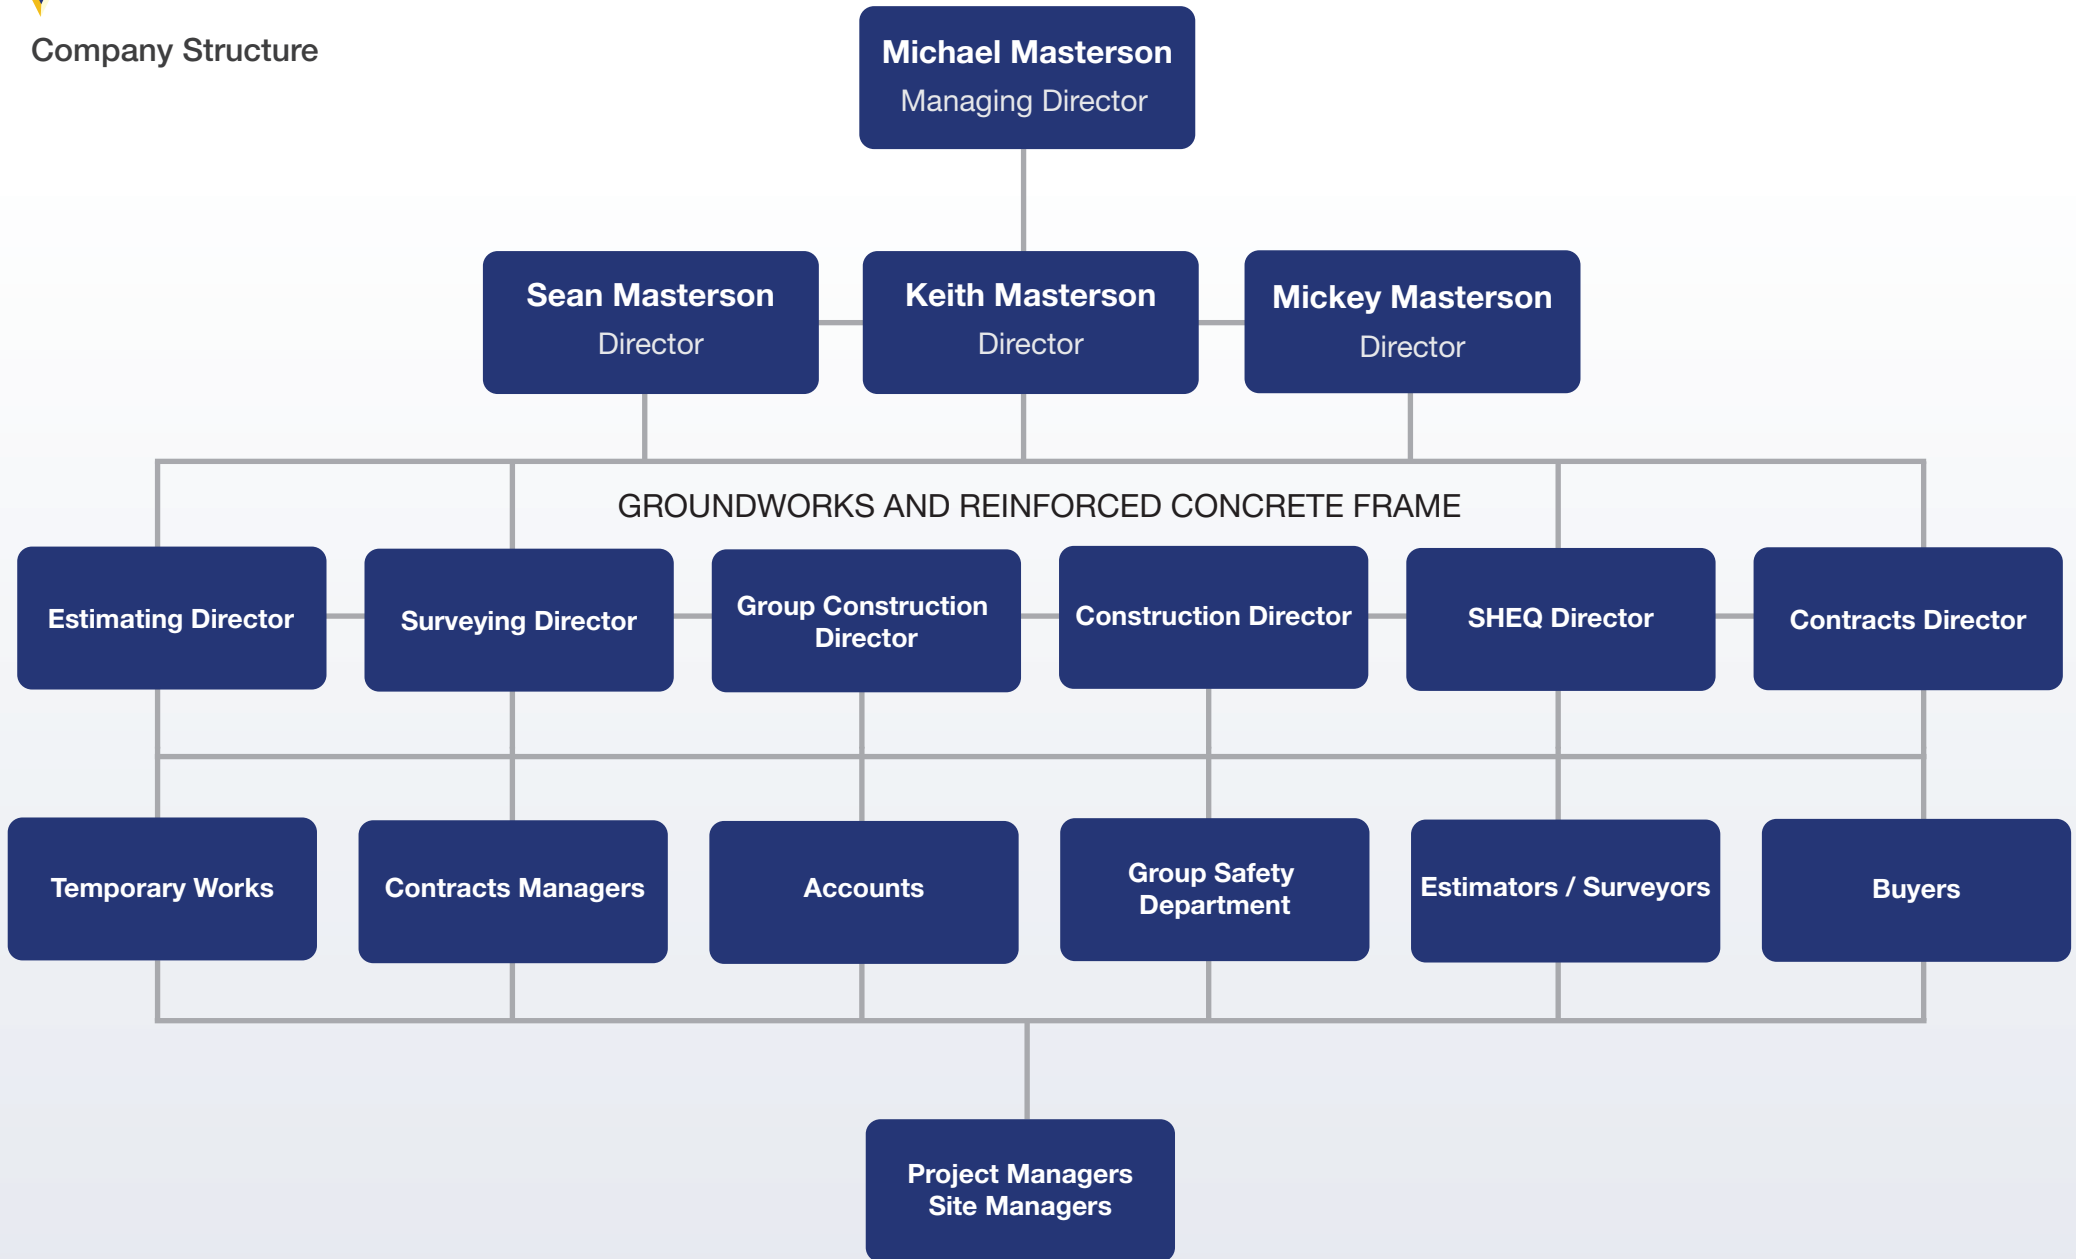 Company Structure
Michael Masterson
Managing Director
Sean Masterson
Director
Keith Masterson
Director
Mickey Masterson
Director
GROUNDWORKS AND REINFORCED CONCRETE FRAME
Estimating Director
Surveying Director
Group Construction
Director
Construction Director
SHEQ Director
Contracts Director
Temporary Works
Contracts Managers
Accounts
Group Safety
Department
Estimators / Surveyors
Buyers
Project Managers
Site Managers